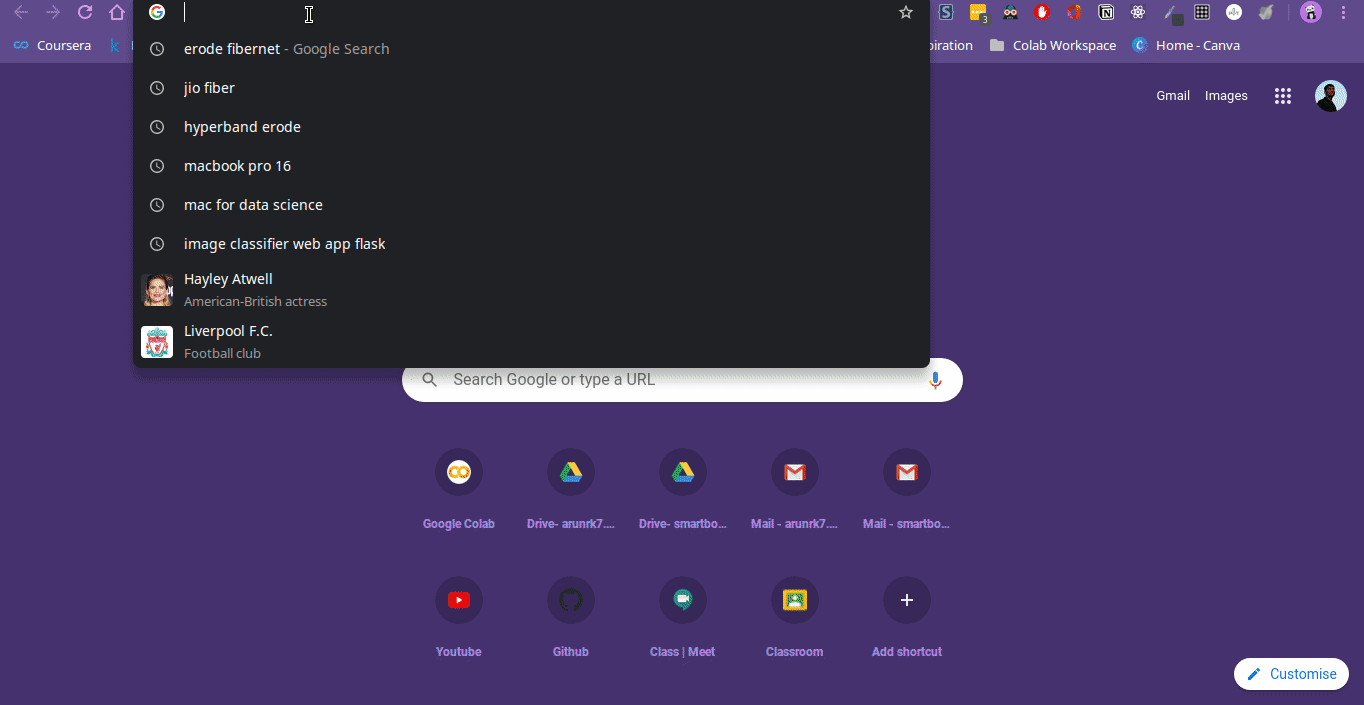 erode fibernet - Google Search
3
Coursera
piration
Colab Workspace
Home - Canva
jio fiber
hyperband erode
macbook pro 16
mac for data science
image classifier web app flask
Hayley Atwell
American-British actress
Liverpool F.C.
Football club
Gmail
Images
Search Google or type a URL
Google Colab
Drive- arunrk7....
Drive- smartbo...
Mail - arunrk7....
Mail - smartbo...
Youtube
Github
Class | Meet
Classroom
Add shortcut
Customise